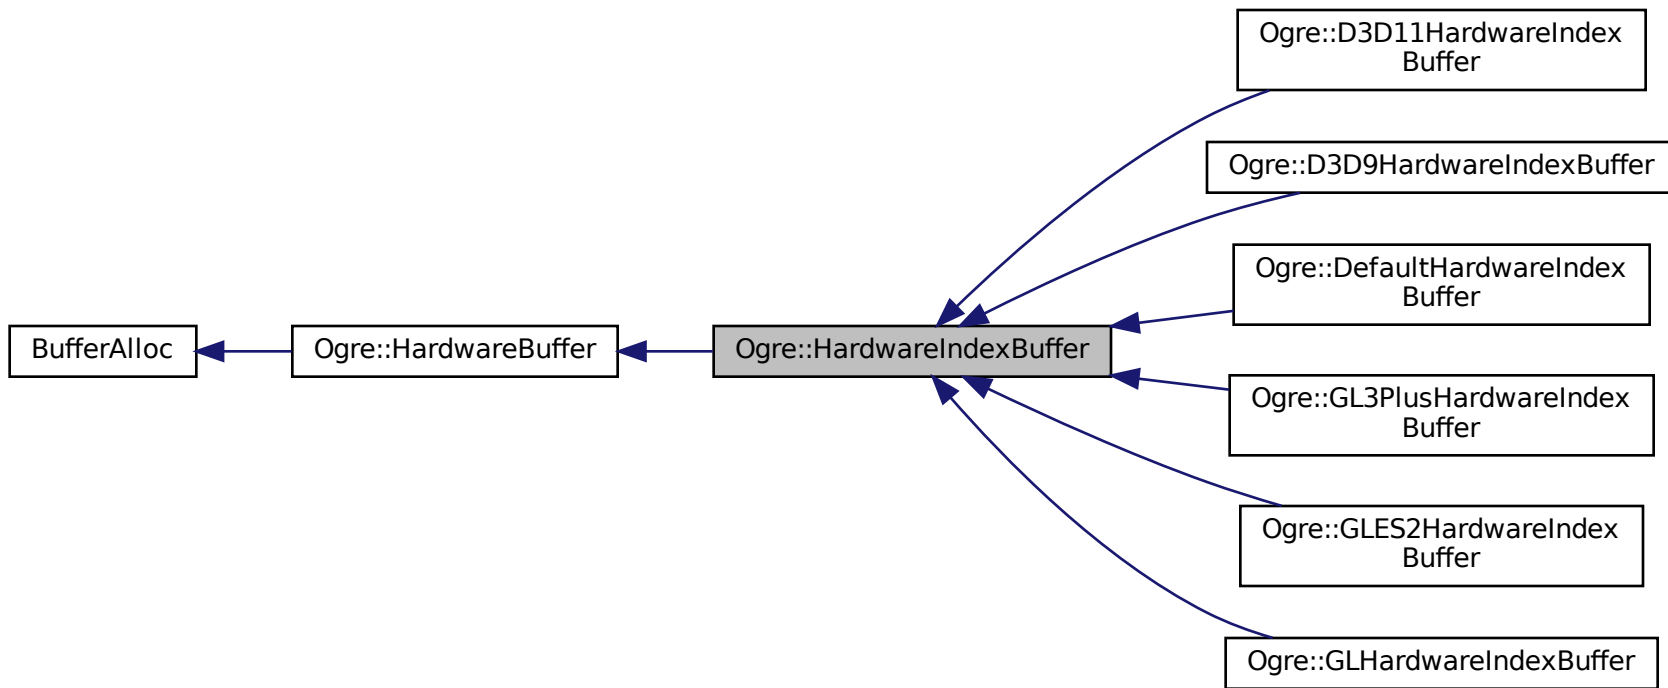 BufferAlloc
Ogre::HardwareBuffer
Ogre::HardwareIndexBuffer
Ogre::D3D11HardwareIndex
Buffer
Ogre::D3D9HardwareIndexBuffer
Ogre::DefaultHardwareIndex
Buffer
Ogre::GL3PlusHardwareIndex
Buffer
Ogre::GLES2HardwareIndex
Buffer
Ogre::GLHardwareIndexBuffer